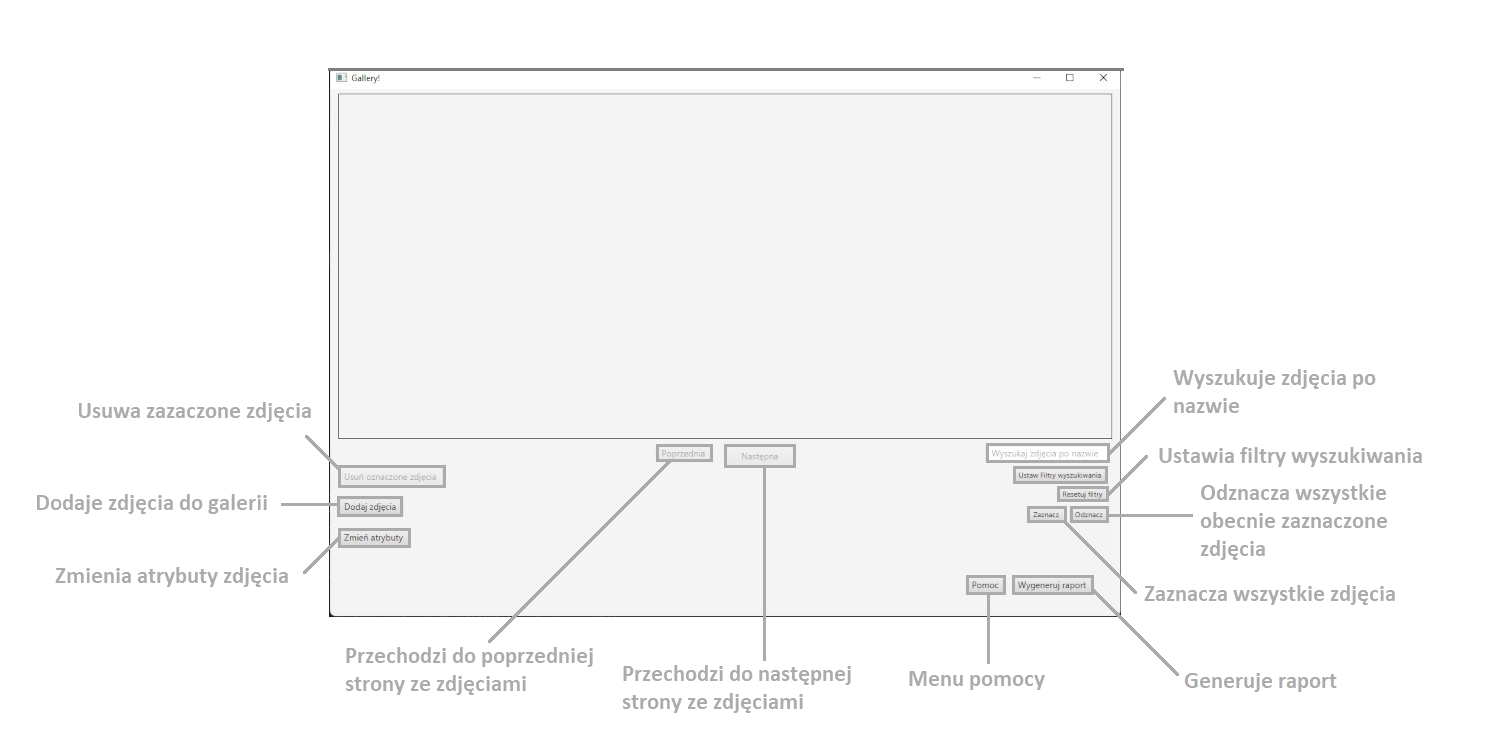 Gallery!
Wyszukuje zdjęcia po
nazwie
Usuwa zazaczone zdjęcia
Poprzednia
Następna
Wyszukaj zdjęcia po nazwie
Ustawia filtry wyszukiwania
Usuń oznaczone zdjęcia
Ustaw Filtry wyszukiwania
Resetuj filtry
Dodaje zdjęcia do galerii
Dodaj zdjęcia
Zaznacz
Odznacz
Odznacza wszystkie
obecnie zaznaczone
zdjęcia
Zmień atrybuty
Zmienia atrybuty zdjęcia
Pomoc
Wygeneruj raport
Zaznacza wszystkie zdjęcia
Przechodzi do poprzedniej
strony ze zdjęciami
Przechodzi do następnej
strony ze zdjęciami
Menu pomocy
Generuje raport